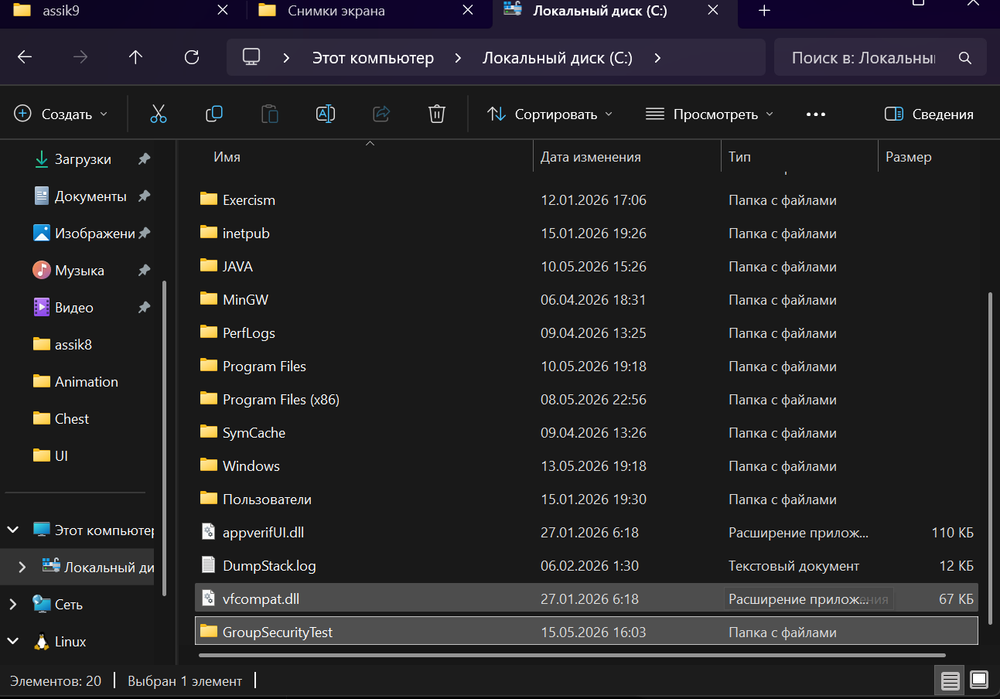 assik9
Снимки экрана
Локальный диск (C:)
Этот компьютер
Локальный диск (C:)
Поиск в: Локальны
Создать
Сортировать
Просмотреть
Сведения
Загрузки
Документы
Изображени
Музыка
Видео
assik8
Animation
Chest
UI
Этот компьютер
Локальный ди
Сеть
Linux
Имя Дата изменения Тип Размер
Exercism 12.01.2026 17:06 Папка с файлами
inetpub 15.01.2026 19:26 Папка с файлами
JAVA 10.05.2026 15:26 Папка с файлами
MinGW 06.04.2026 18:31 Папка с файлами
PerfLogs 09.04.2026 13:25 Папка с файлами
Program Files 10.05.2026 19:18 Папка с файлами
Program Files (x86) 08.05.2026 22:56 Папка с файлами
SymCache 09.04.2026 13:26 Папка с файлами
Windows 13.05.2026 19:18 Папка с файлами
Пользователи 15.01.2026 19:30 Папка с файлами
appverifUI.dll 27.01.2026 6:18 Расширение прилож... 110 КБ
DumpStack.log 06.02.2026 1:30 Текстовый документ 12 КБ
vfcompat.dll 27.01.2026 6:18 Расширение приложения 67 КБ
GroupSecurityTest 15.05.2026 16:03 Папка с файлами
Элементов: 20 Выбран 1 элемент